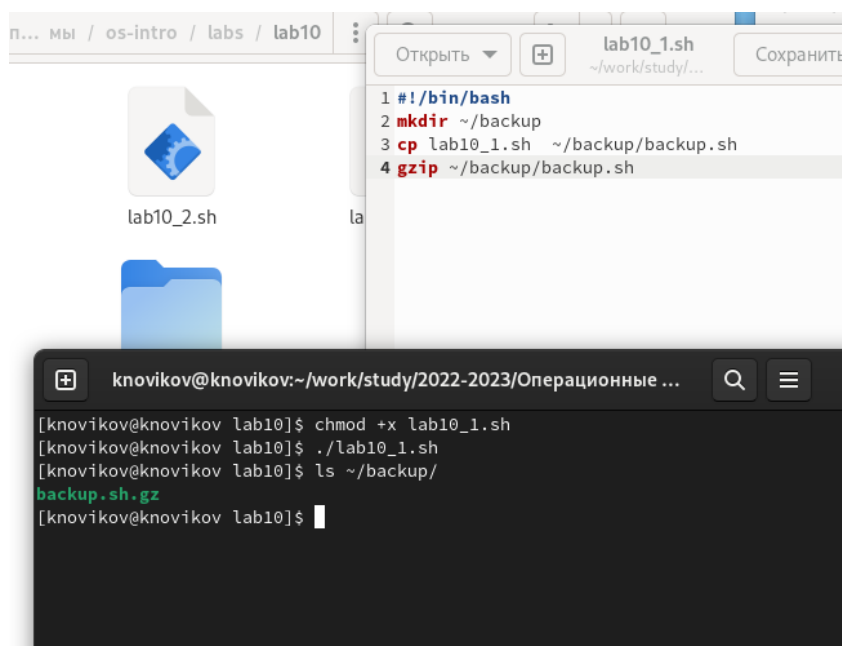 п... мы / os-intro / labs / lab10
lab10_2.sh
la
Открыть
lab10_1.sh
~/work/study/...
Сохранить
1 #!/bin/bash
2 mkdir ~/backup
3 cp lab10_1.sh  ~/backup/backup.sh
4 gzip ~/backup/backup.sh
knovikov@knovikov:~/work/study/2022-2023/Операционные ...
[knovikov@knovikov lab10]$ chmod +x lab10_1.sh
[knovikov@knovikov lab10]$ ./lab10_1.sh
[knovikov@knovikov lab10]$ ls ~/backup/
backup.sh.gz
[knovikov@knovikov lab10]$